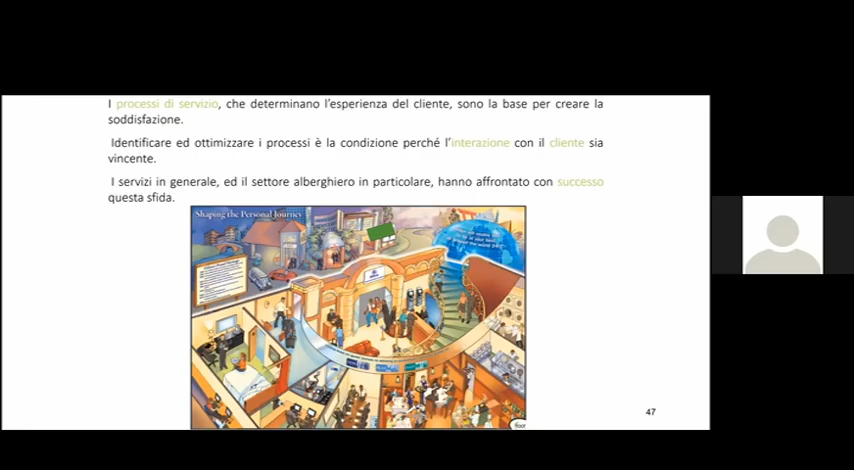 I processi di servizio, che determinano l'esperienza del cliente, sono la base per creare la
soddisfazione.
Identificare ed ottimizzare i processi è la condizione perché l'interazione con il cliente sia
vincente.
I servizi in generale, ed il settore alberghiero in particolare, hanno affrontato con successo
questa sfida.
Shaping the Personal Journey
47